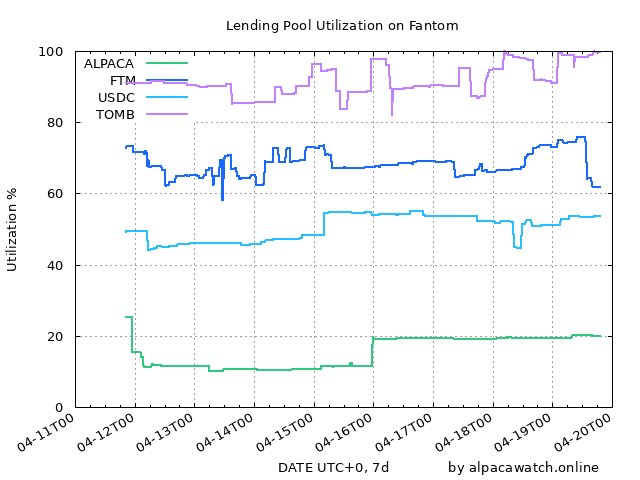 Lending Pool Utilization on Fantom
100
80
60
40
20
0
Utilization %
ALPACA
FTM
USDC
TOMB
04-11T00
04-12T00
04-13T00
04-14T00
04-15T00
04-16T00
04-17T00
04-18T00
04-19T00
04-20T00
DATE UTC+0, 7d
by alpacawatch.online